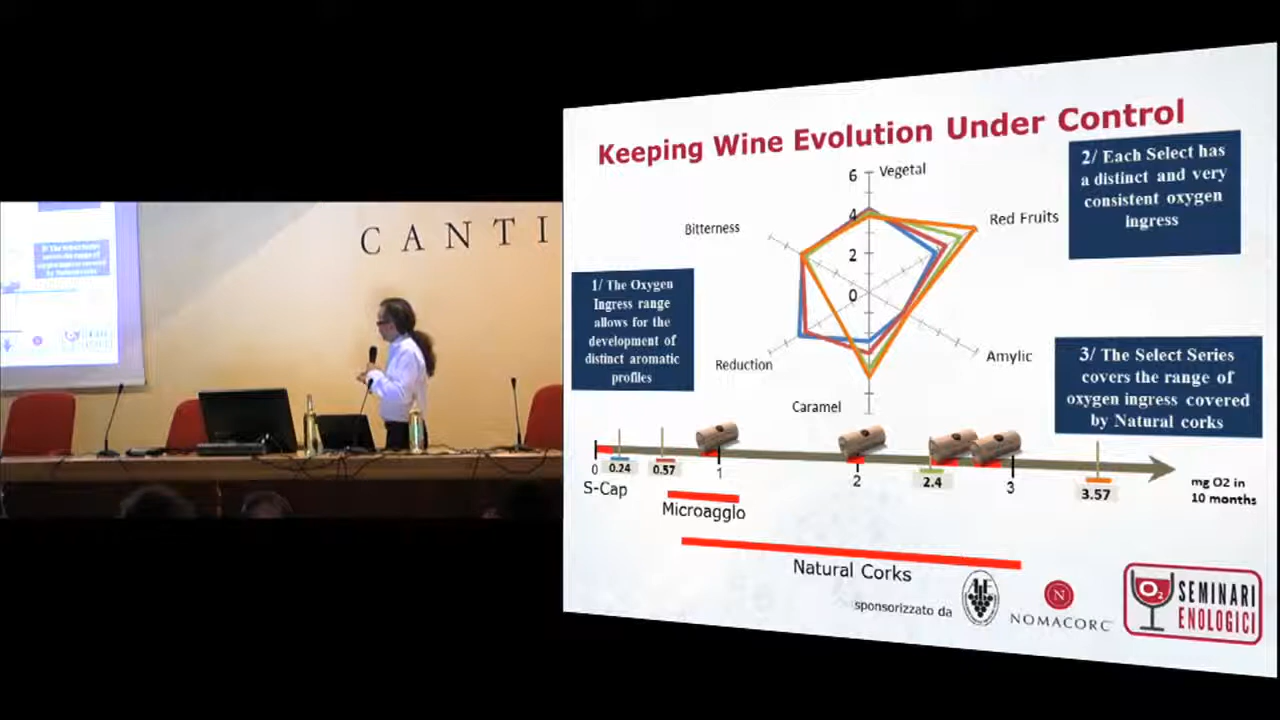 CANTI
Keeping Wine Evolution Under Control
1/ The Oxygen
Ingress range
allows for the
development of
distinct aromatic
profiles
2/ Each Select has
a distinct and very
consistent oxygen
ingress
3/ The Select Series
covers the range of
oxygen ingress covered
by Natural corks
Vegetal
Red Fruits
Amylic
Caramel
Reduction
Bitterness
6
4
2
0
0
0.24
0.57
1
2
2.4
3
3.57
mg O2 in
10 months
S-Cap
Microagglo
Natural Corks
sponsorizzato da
N
NOMACORC
O2
SEMINARI
ENOLOGICI